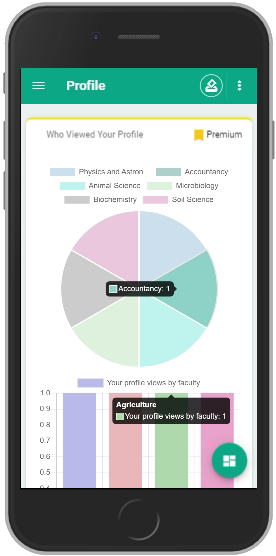 Profile
Who Viewed Your Profile
Premium
Physics and Astron
Accountancy
Animal Science
Microbiology
Biochemistry
Soil Science
Accountancy: 1
Your profile views by faculty
1.0
Agriculture
Your profile views by faculty: 1
0.9
0.8
0.7
0.6
0.5
0.4